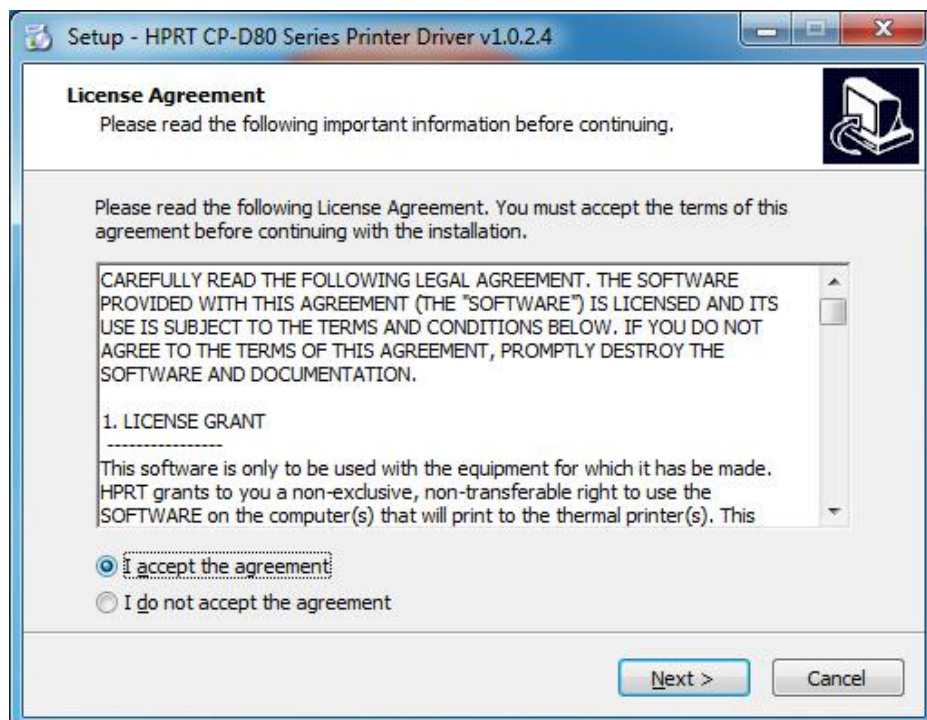 Setup - HPRT CP-D80 Series Printer Driver v1.0.2.4
License Agreement
Please read the following important information before continuing.
Please read the following License Agreement. You must accept the terms of this
agreement before continuing with the installation.
CAREFULLY READ THE FOLLOWING LEGAL AGREEMENT. THE SOFTWARE
PROVIDED WITH THIS AGREEMENT (THE "SOFTWARE") IS LICENSED AND ITS
USE IS SUBJECT TO THE TERMS AND CONDITIONS BELOW. IF YOU DO NOT
AGREE TO THE TERMS OF THIS AGREEMENT, PROMPTLY DESTROY THE
SOFTWARE AND DOCUMENTATION.
1. LICENSE GRANT
----------------
This software is only to be used with the equipment for which it has be made.
HPRT grants to you a non-exclusive, non-transferable right to use the
SOFTWARE on the computer(s) that will print to the thermal printer(s). This
I accept the agreement
I do not accept the agreement
Next >
Cancel